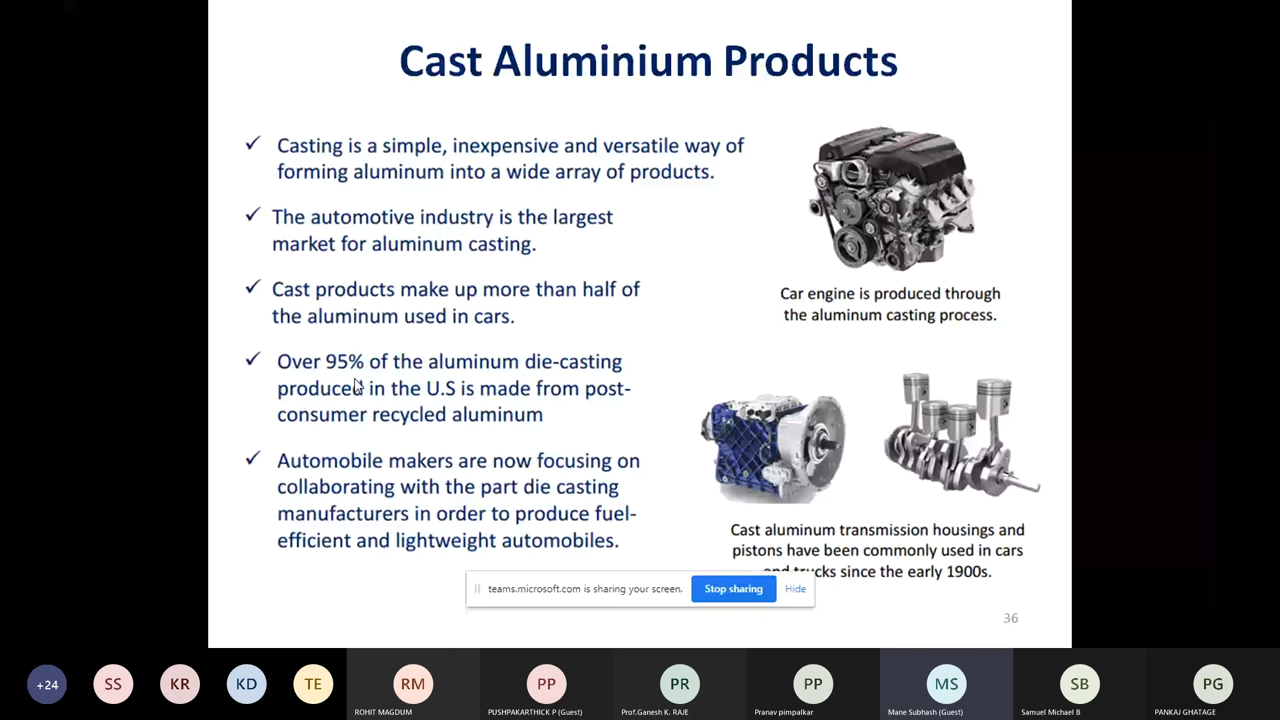 Cast Aluminium Products
Casting is a simple, inexpensive and versatile way of
forming aluminum into a wide array of products.
The automotive industry is the largest
market for aluminum casting.
Cast products make up more than half of
the aluminum used in cars.
Over 95% of the aluminum die-casting
produced in the U.S is made from post-
consumer recycled aluminum
Automobile makers are now focusing on
collaborating with the part die casting
manufacturers in order to produce fuel-
efficient and lightweight automobiles.
Car engine is produced through
the aluminum casting process.
Cast aluminum transmission housings and
pistons have been commonly used in cars
and trucks since the early 1900s.
teams.microsoft.com is sharing your screen.
Stop sharing
Hide
36
+24
SS
KR
KD
TE
RM
ROHIT MAGDUM
PP
PUSHPAKARTHICK P (Guest)
PR
Prof.Ganesh K. RAJE
PP
Pranav pimpalkar
MS
Mane Subhash (Guest)
SB
Samuel Michael B
PG
PANKAJ GHATAGE